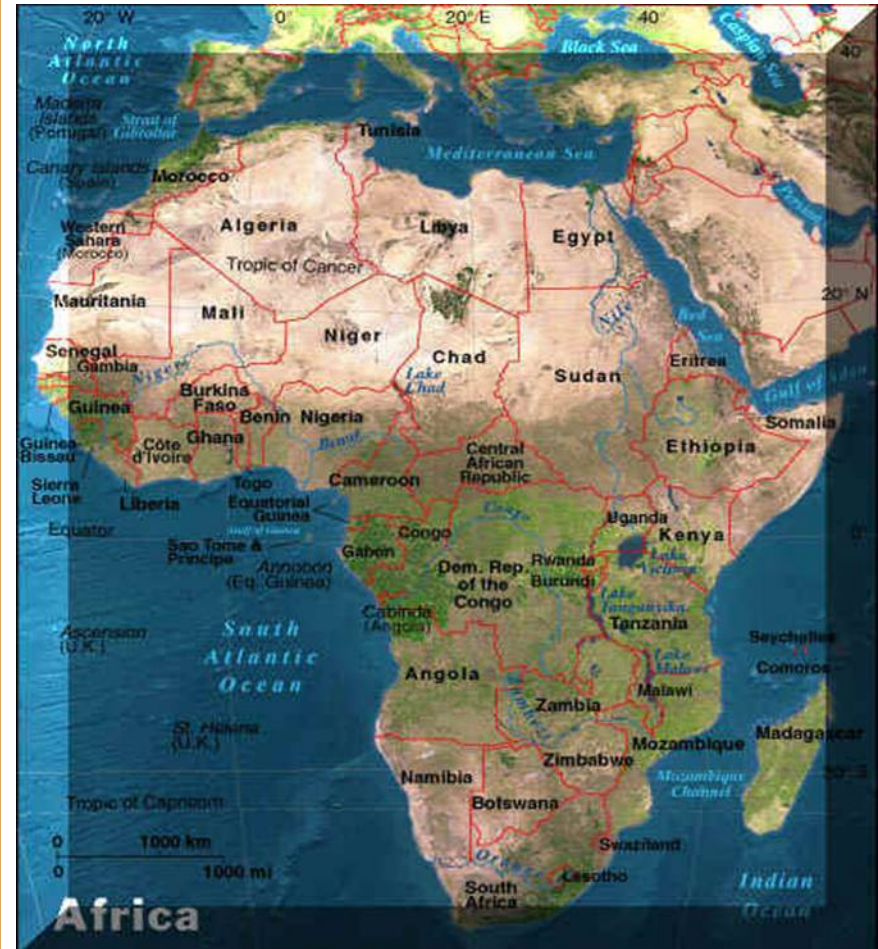 20° W
0°
20° E
40°
North
Atlantic
Ocean
Black Sea
Caspian Sea
40
Madeira
Islands
(Portugal)
Strait of
Gibraltar
Tunisia
Mediterranean Sea
Canary Islands
(Spain)
Morocco
Persian
Algeria
Libya
Egypt
Western
Sahara
(Morocco)
Tropic of Cancer
Mauritania
Mali
Niger
Chad
Nile
Red
Sea
20° N
Senegal
Gambia
Niger
Lake
Chad
Sudan
Eritrea
Gulf of Aden
Guinea
Burkina
Faso
Benin
Nigeria
Somalia
Guinea
Bissau
Côte
d'Ivoire
Ghana
Benue
Central
African
Republic
Ethiopia
Sierra
Leone
Liberia
Togo
Cameroon
Equatorial
Guinea
Equator
Gulf of Guinea
Congo
Congo
Uganda
Kenya
0°
Sao Tome &
Principe
Gabon
Annobon
(Eq. Guinea)
Dem. Rep.
of the
Congo
Rwanda
Burundi
Lake
Victoria
Cabinda
(Angola)
Lake
Tanganyika
Tanzania
Ascension
(U.K.)
South
Atlantic
Ocean
Seychelles
Comoros
Angola
Lake
Malawi
Malawi
Zambezi
Zambia
St. Helena
(U.K.)
Mozambique
Madagascar
Zimbabwe
Namibia
Mozambique
Channel
20° S
Tropic of Capricorn
Botswana
0
1000 km
0
1000 mi
Swaziland
Orange
Lesotho
South
Africa
Indian
Ocean
Africa